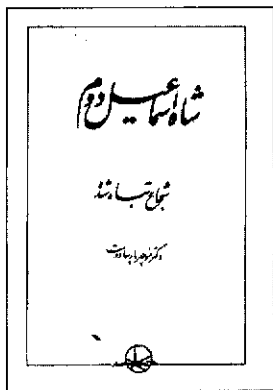 شاه اسماعیل دوم
شجاع تباه شده
دکتر منوچهر پارسادوست